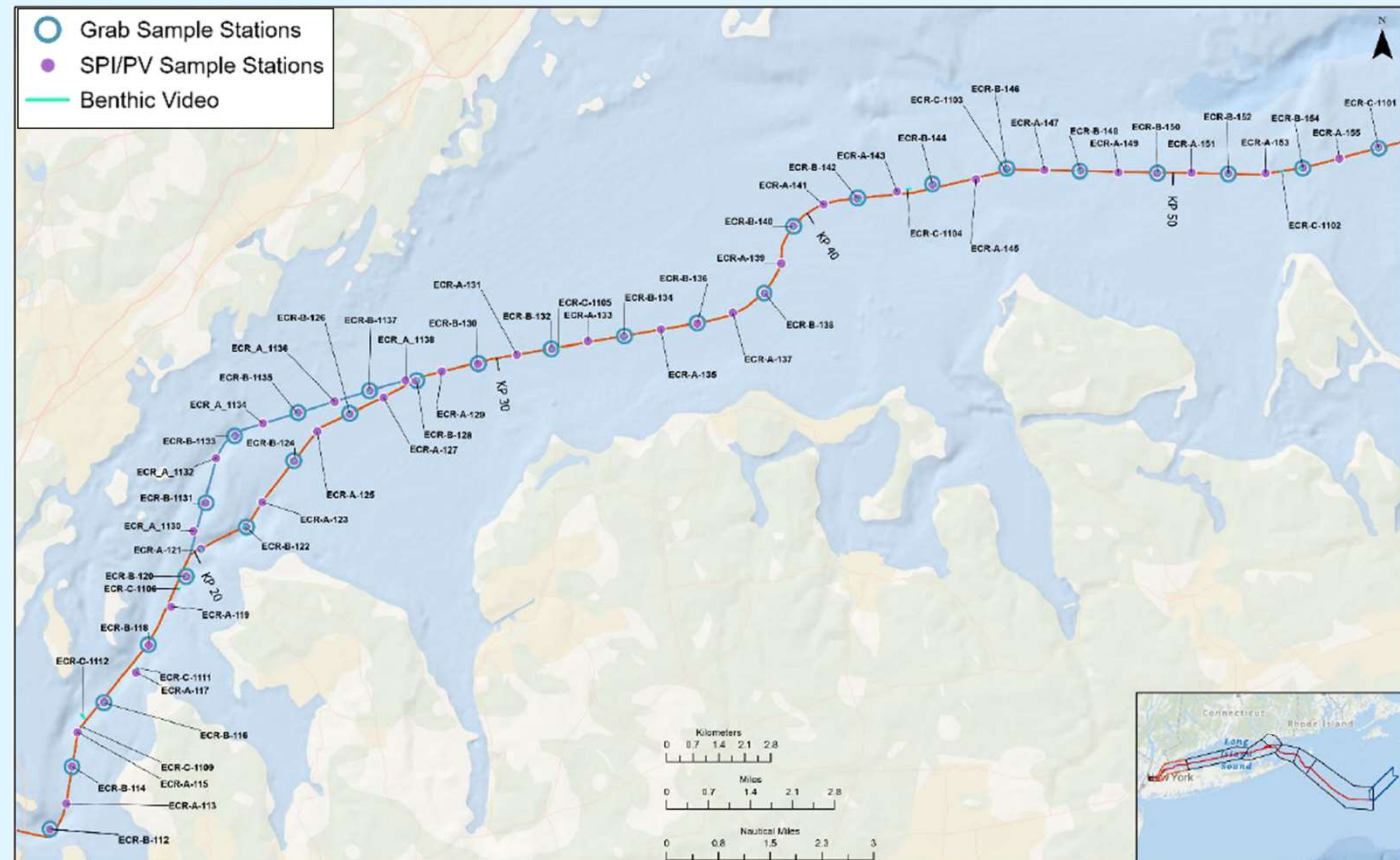 Grab Sample Stations
SPI/PV Sample Stations
Benthic Video
N
ECR-B-146
ECR-C-1103
ECR-C-1101
ECR-A-147
ECR-B-152
ECR-B-154
ECR-B-148
ECR-B-150
ECR-A-155
ECR-B-144
ECR-A-149
ECR-A-151
ECR-A-153
ECR-A-143
ECR-B-142
ECR-A-141
KP 50
ECR-B-140
ECR-C-1102
ECR-C-1104
KP 40
ECR-A-145
ECR-A-139
ECR-B-136
ECR-A-131
ECR-C-1105
ECR-B-132
ECR-A-133
ECR-B-134
ECR-B-126
ECR-B-1137
ECR-B-130
ECR-B-138
ECR_A_1138
ECR_A_1136
ECR-A-137
ECR-A-135
ECR-B-1135
KP 30
ECR-A-129
ECR_A_1134
ECR-B-128
ECR-B-1133
ECR-B-124
ECR-A-127
ECR_A_1132
ECR-A-125
ECR-B-1131
ECR-A-123
ECR_A_1130
ECR-B-122
ECR-A-121
KP 20
ECR-B-120
ECR-C-1106
ECR-A-119
ECR-B-118
ECR-C-1112
ECR-C-1111
ECR-A-117
ECR-B-116
ECR-C-1109
ECR-A-115
ECR-B-114
ECR-A-113
ECR-B-112
Kilometers
0 0.7 1.4 2.1 2.8
Miles
0 0.7 1.4 2.1 2.8
Nautical Miles
0 0.8 1.5 2.3 3
Connecticut
Rhode Island
Long
Island
Sound
York